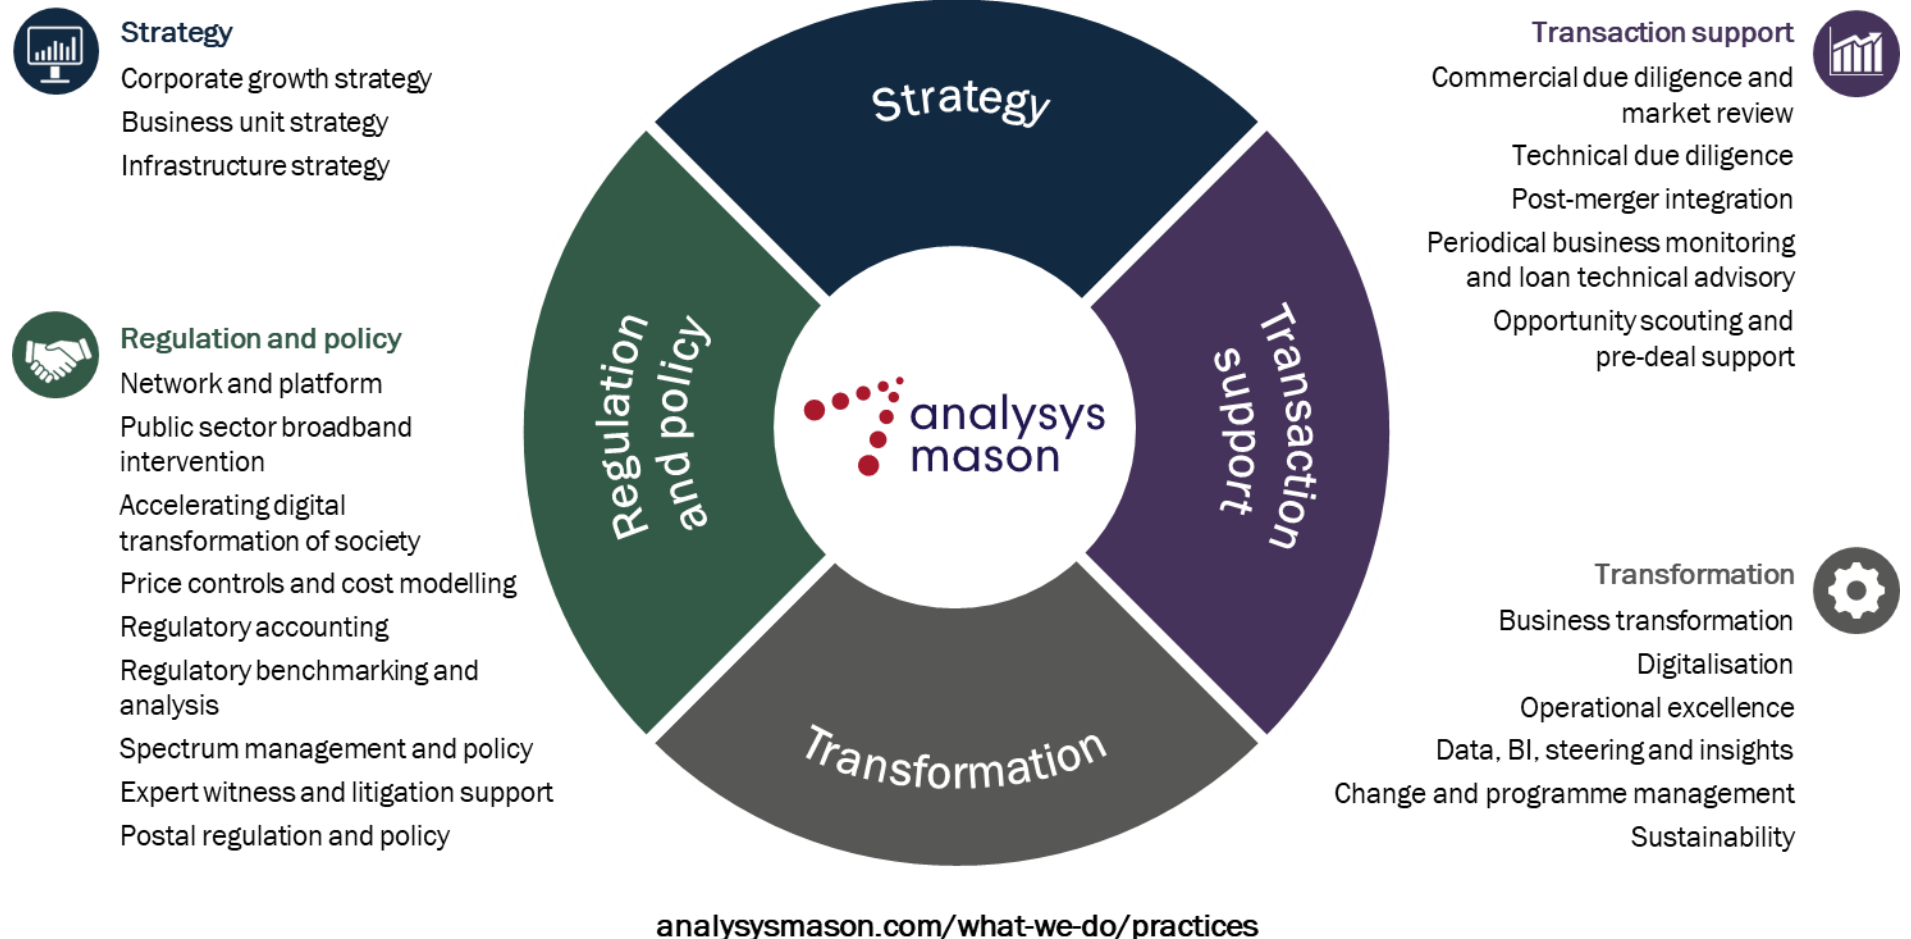 Strategy
Corporate growth strategy
Business unit strategy
Infrastructure strategy
Regulation and policy
Network and platform
Public sector broadband
intervention
Accelerating digital
transformation of society
Price controls and cost modelling
Regulatory accounting
Regulatory benchmarking and
analysis
Spectrum management and policy
Expert witness and litigation support
Postal regulation and policy
Strategy
Regulation
and policy
analysys
mason
Transaction
support
Transformation
Transaction support
Commercial due diligence and
market review
Technical due diligence
Post-merger integration
Periodical business monitoring
and loan technical advisory
Opportunity scouting and
pre-deal support
Transformation
Business transformation
Digitalisation
Operational excellence
Data, BI, steering and insights
Change and programme management
Sustainability
analysysmason.com/what-we-do/practices